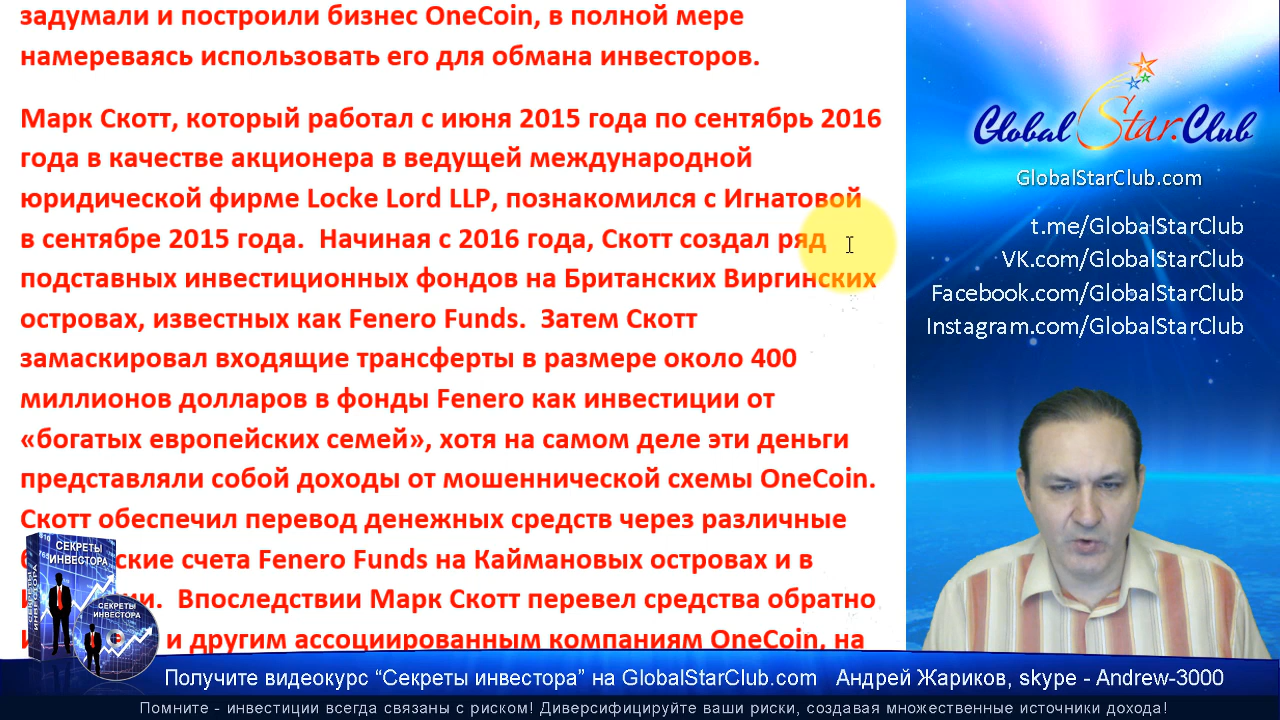 задумали и построили бизнес OneCoin, в полной мере
намереваясь использовать его для обмана инвесторов.
Марк Скотт, который работал с июня 2015 года по сентябрь 2016
года в качестве акционера в ведущей международной
юридической фирме Locke Lord LLP, познакомился с Игнатовой
в сентябре 2015 года. Начиная с 2016 года, Скотт создал ряд
подставных инвестиционных фондов на Британских Виргинских
островах, известных как Fenero Funds. Затем Скотт
замаскировал входящие трансферты в размере около 400
миллионов долларов в фонды Fenero как инвестиции от
«богатых европейских семей», хотя на самом деле эти деньги
представляли собой доходы от мошеннической схемы OneCoin.
Скотт обеспечил перевод денежных средств через различные
счета Fenero Funds на Каймановых островах и в
Впоследствии Марк Скотт перевел средства обратно
и другим ассоциированным компаниям OneCoin, на
Global Star.Club
GlobalStarClub.com
t.me/GlobalStarClub
VK.com/GlobalStarClub
Facebook.com/GlobalStarClub
Instagram.com/GlobalStarClub
СЕКРЕТЫ
ИНВЕСТОРА
СЕКРЕТЫ
ИНВЕСТОРА
Получите видеокурс “Секреты инвестора” на GlobalStarClub.com Андрей Жариков, skype - Andrew-3000
Помните - инвестиции всегда связаны с риском! Диверсифицируйте ваши риски, создавая множественные источники дохода!